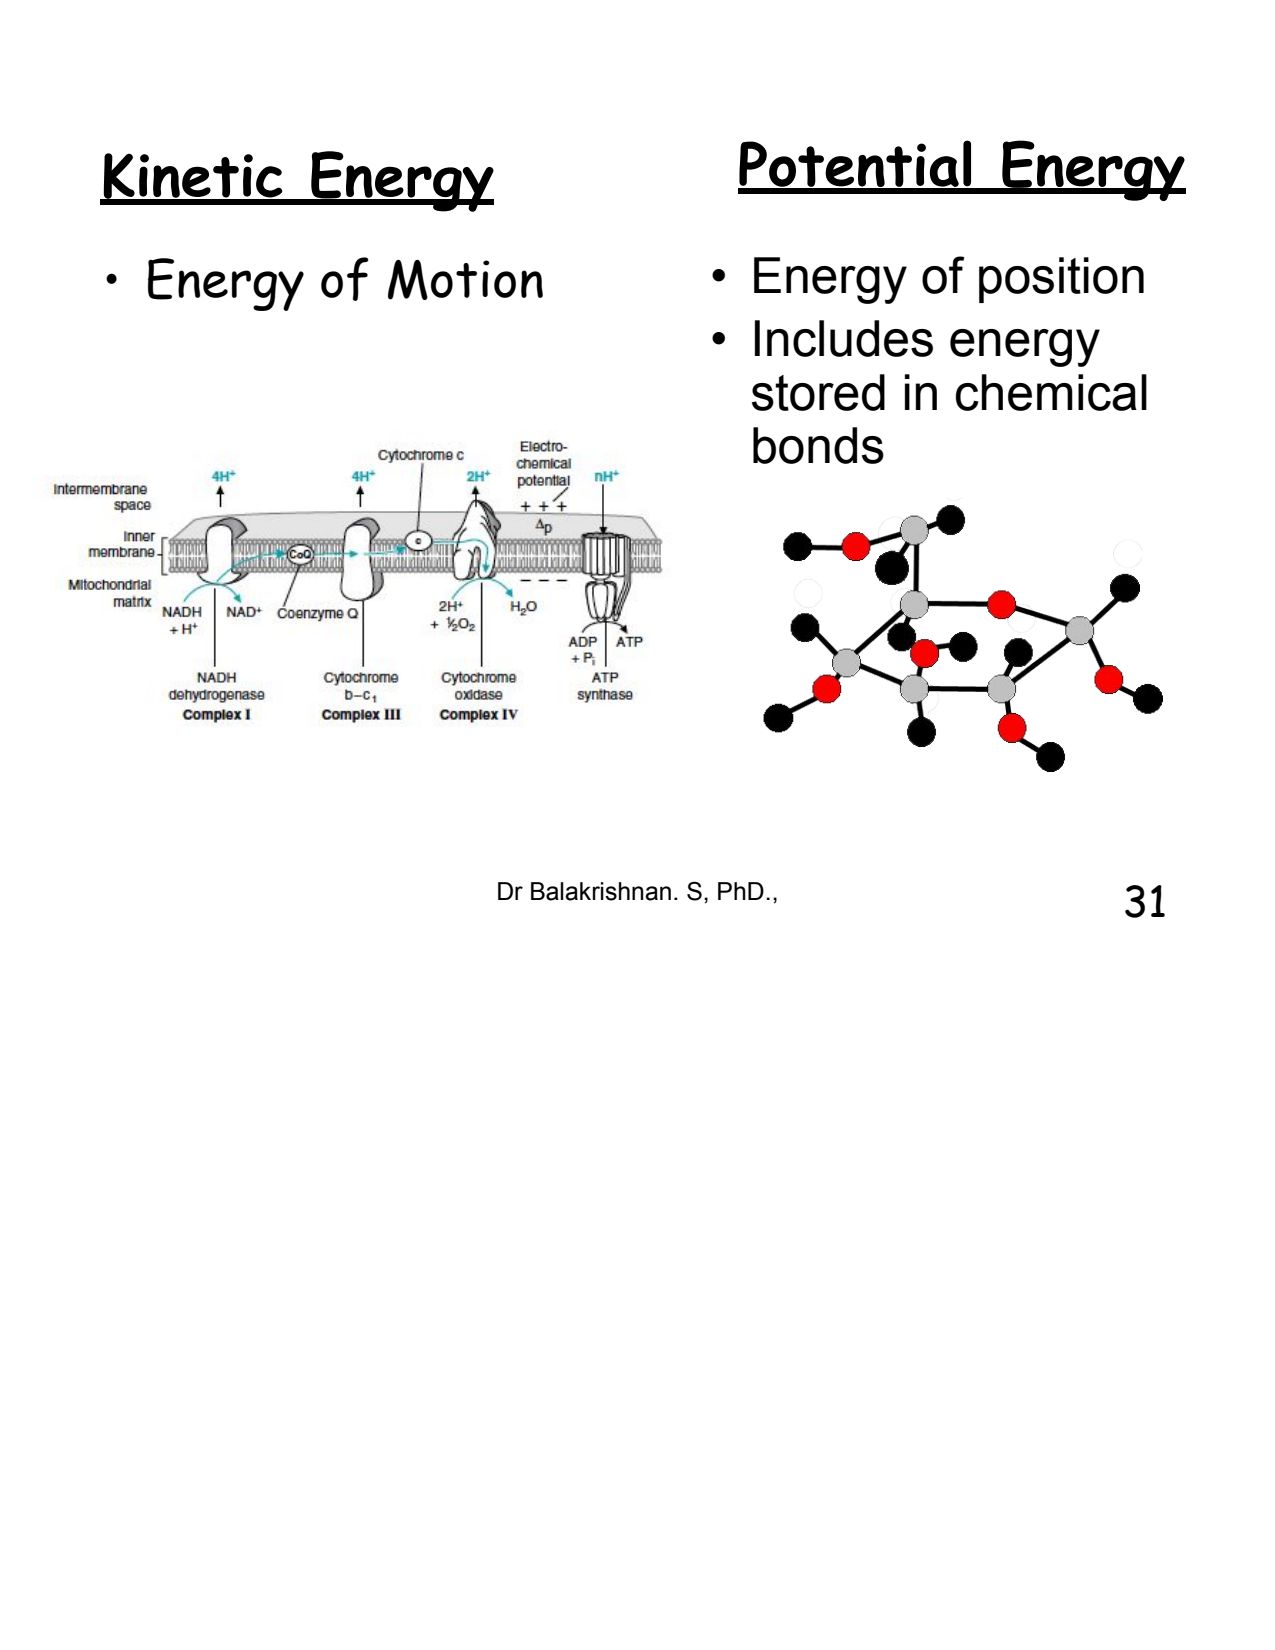 Kinetic Energy
• Energy of Motion
Potential Energy
• Energy of position
• Includes energy
stored in chemical
bonds
Intermembrane
space
Inner
membrane
Mitochondrial
matrix
4H⁺
4H⁺
Cytochrome c
2H⁺
Electro-
chemical
potential
nH⁺
+ + +
Δp
CoQ
c
– – –
NADH
+ H⁺
NAD⁺
Coenzyme Q
2H⁺
+ ½O₂
H₂O
ADP
+ Pᵢ
ATP
NADH
dehydrogenase
Complex I
Cytochrome
b–c₁
Complex III
Cytochrome
oxidase
Complex IV
ATP
synthase
Dr Balakrishnan. S, PhD.,
31